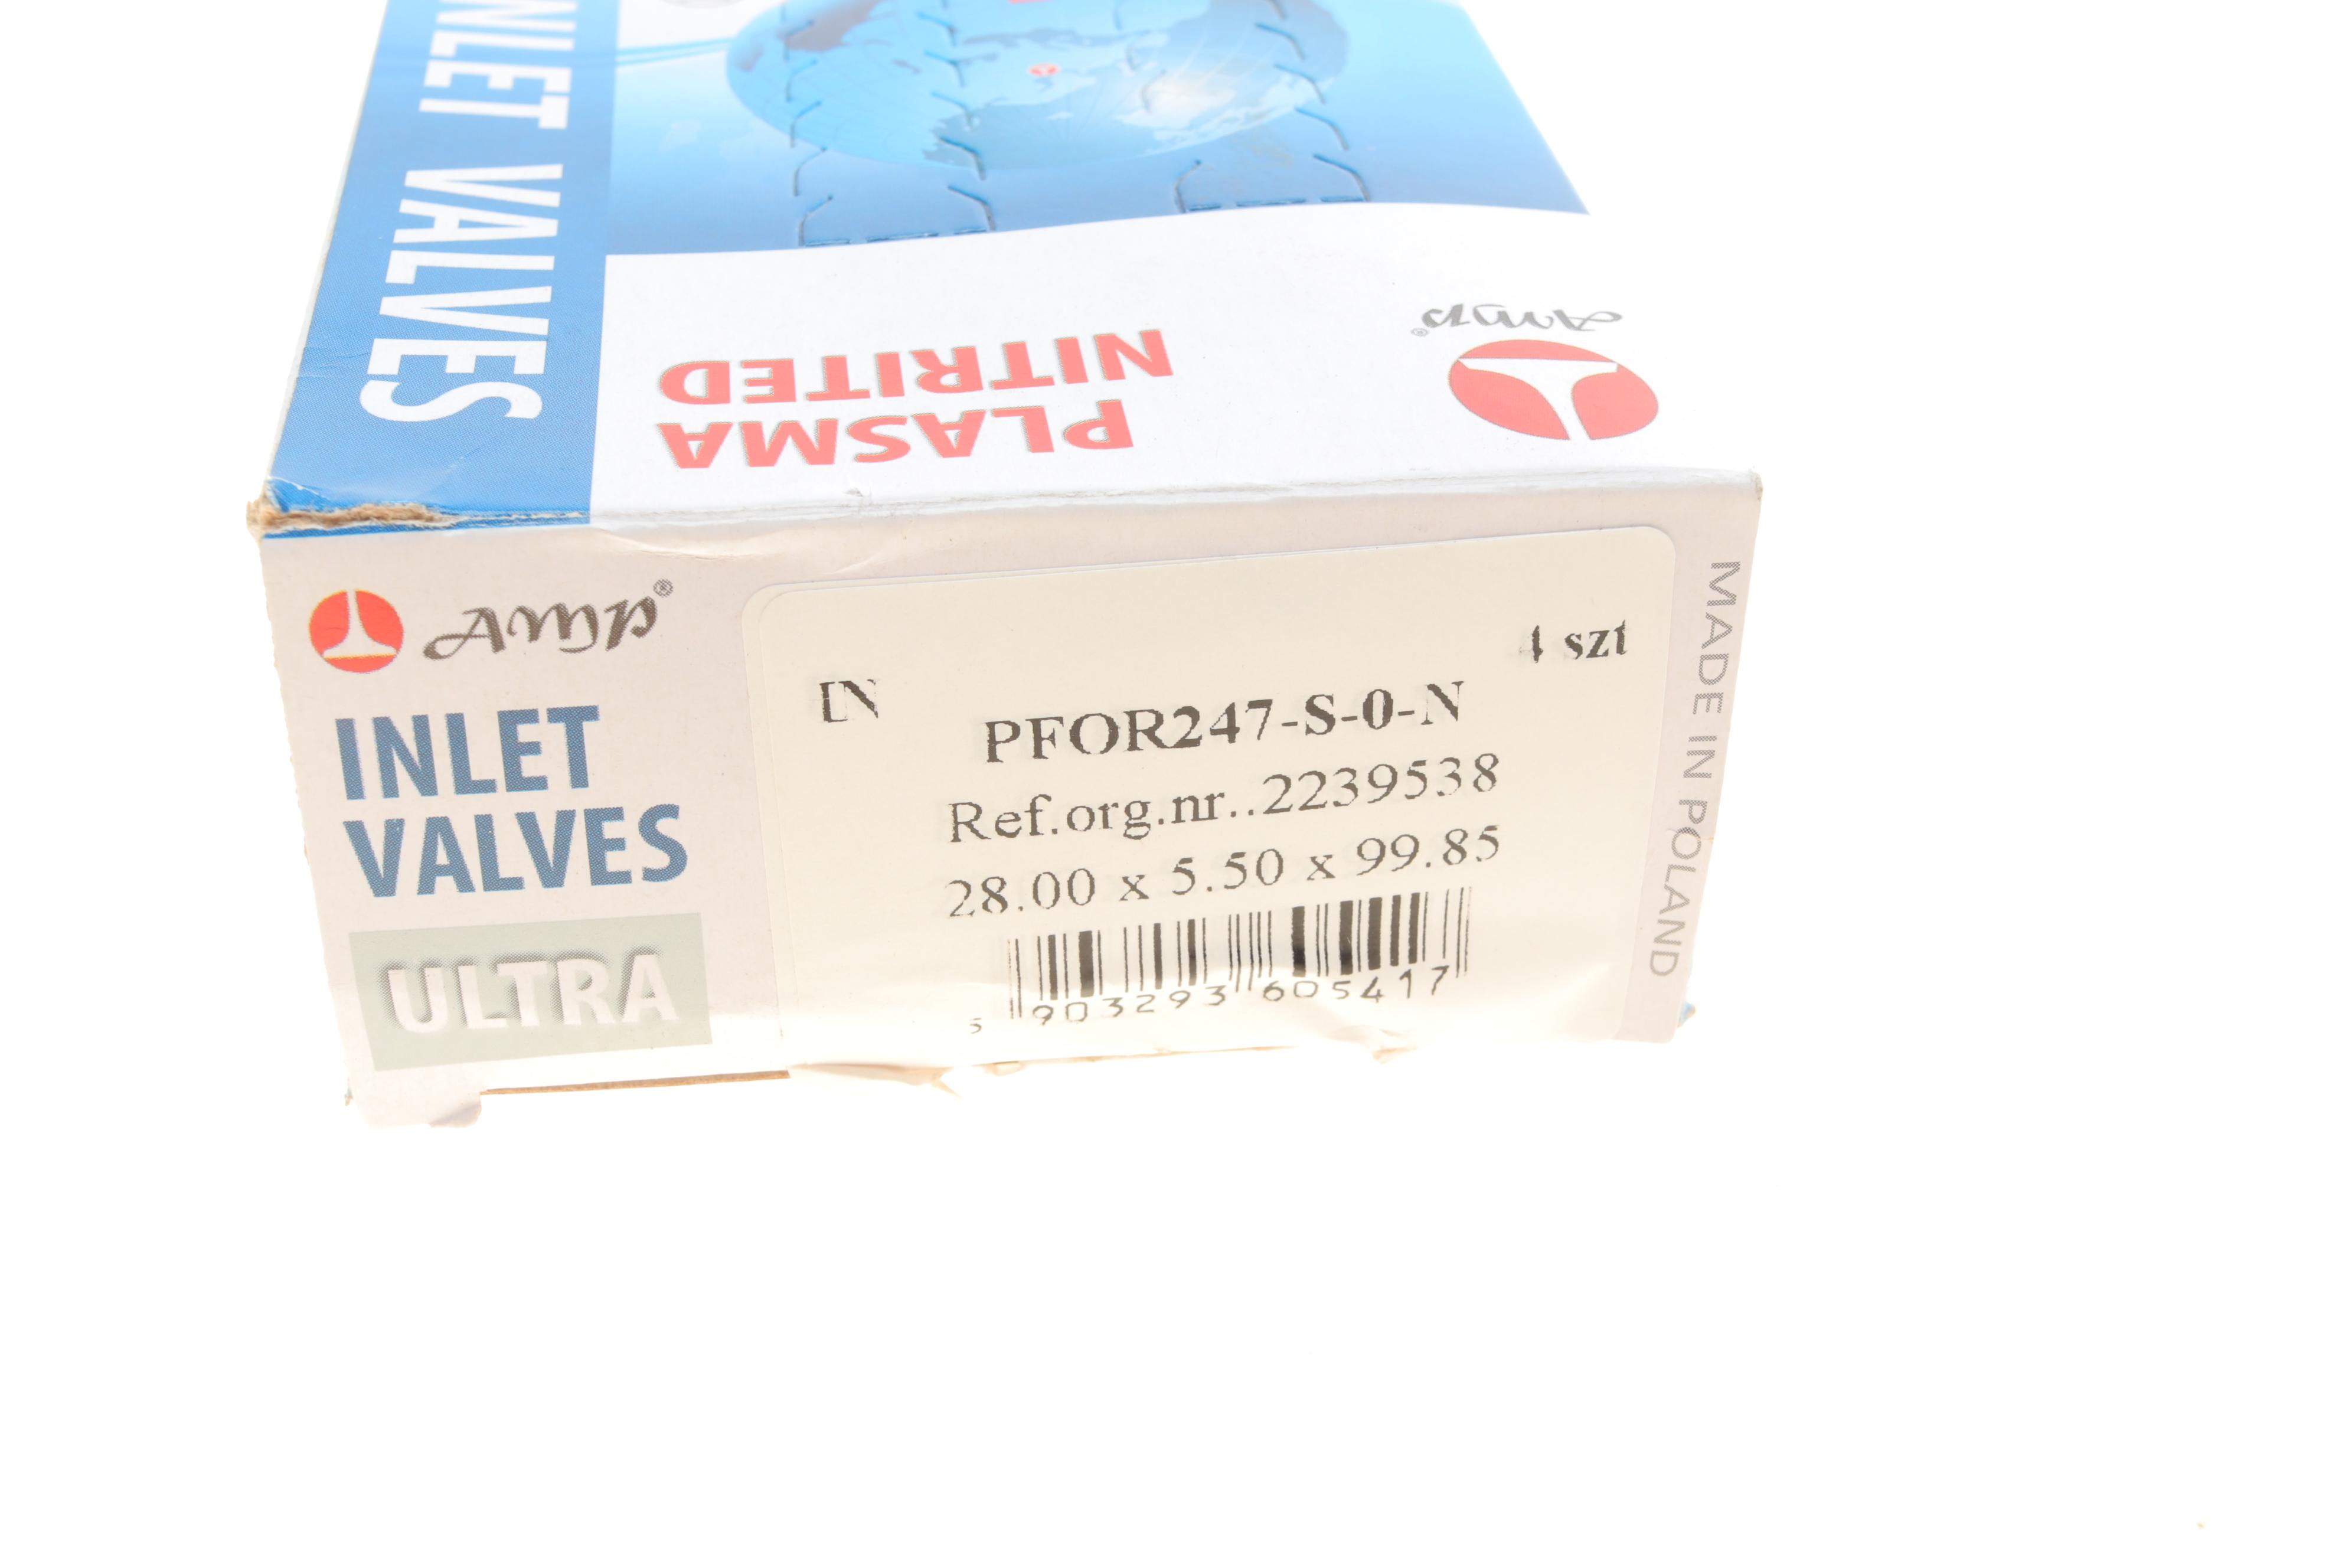 INLET VALVES
PLASMA
NITRITED
AMP®
AMP®
INLET
VALVES
ULTRA
IN
4 szt
PFOR247-S-0-N
Ref.org.nr..2239538
28.00 x 5.50 x 99.85
5 903293 605417
MADE IN POLAND